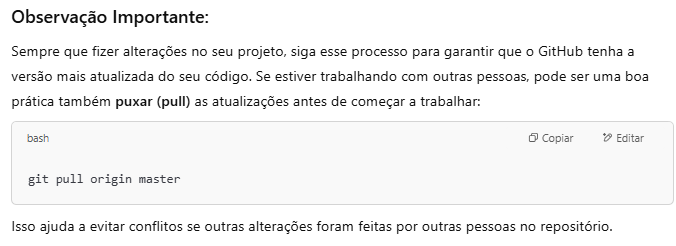 Observação Importante:
Sempre que fizer alterações no seu projeto, siga esse processo para garantir que o GitHub tenha a
versão mais atualizada do seu código. Se estiver trabalhando com outras pessoas, pode ser uma boa
prática também puxar (pull) as atualizações antes de começar a trabalhar:
bash Copiar Editar
git pull origin master
Isso ajuda a evitar conflitos se outras alterações foram feitas por outras pessoas no repositório.